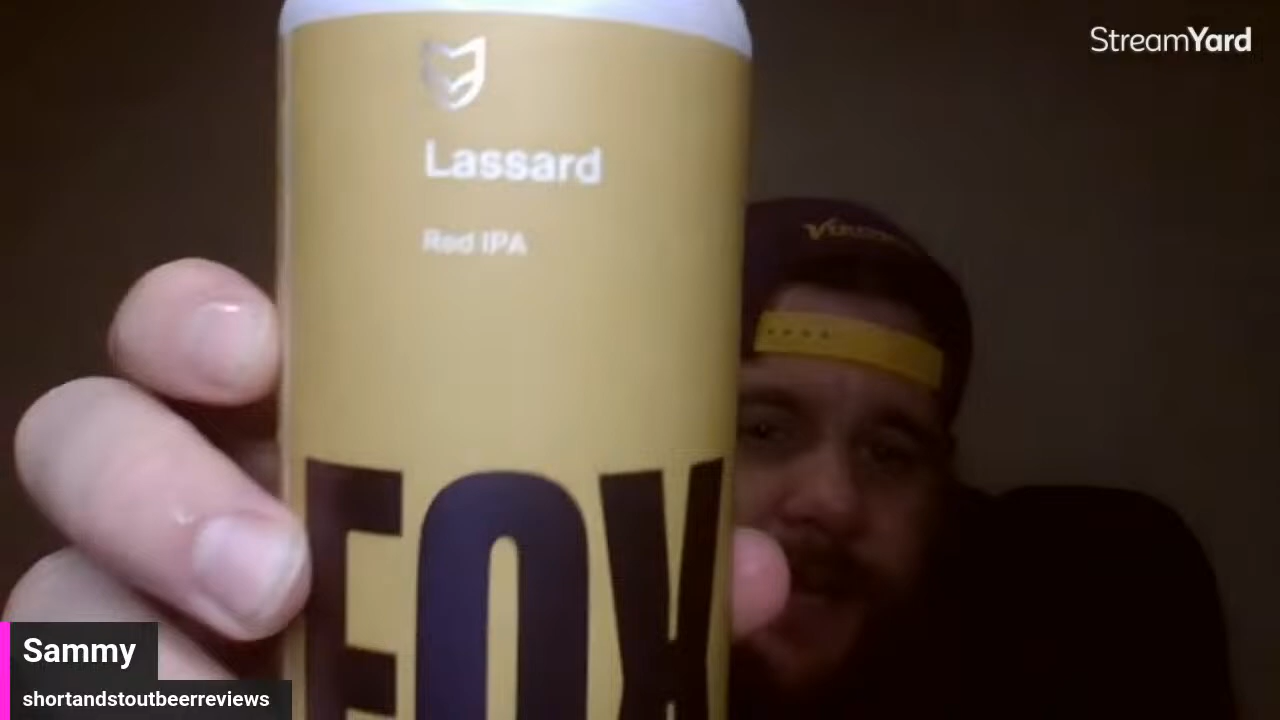 StreamYard
Lassard
Red IPA
FOX
Sammy
shortandstoutbeerreviews